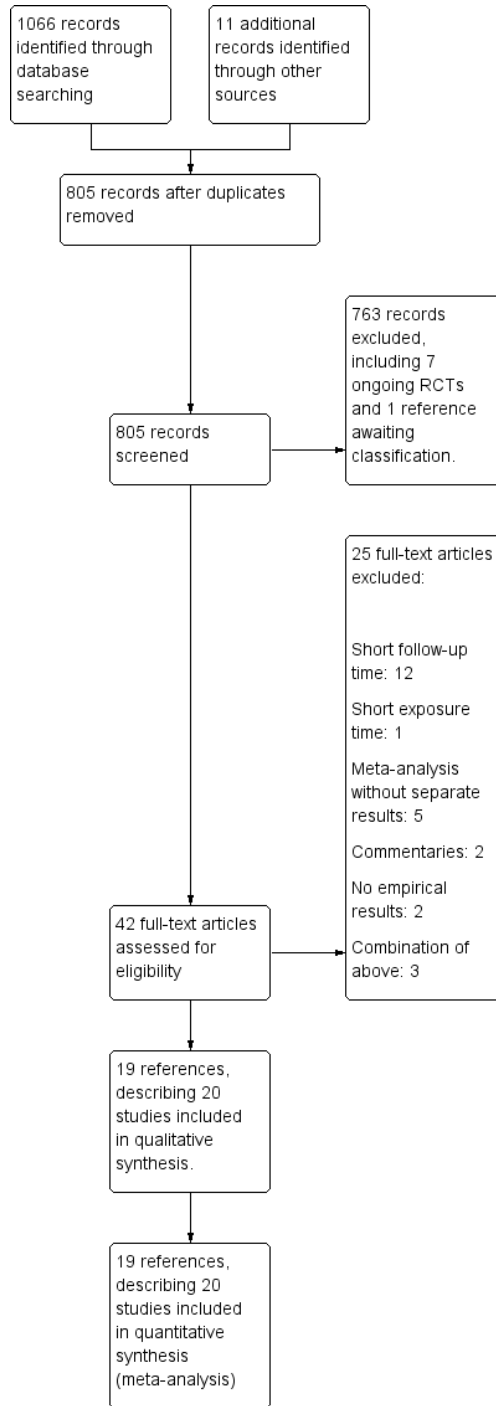 1066 records
identified through
database
searching
11 additional
records identified
through other
sources
805 records after duplicates
removed
805 records
screened
763 records
excluded,
including 7
ongoing RCTs
and 1 reference
awaiting
classification.
42 full-text articles
assessed for
eligibility
25 full-text articles
excluded:
Short follow-up
time: 12
Short exposure
time: 1
Meta-analysis
without separate
results: 5
Commentaries: 2
No empirical
results: 2
Combination of
above: 3
19 references,
describing 20
studies included
in qualitative
synthesis.
19 references,
describing 20
studies included
in quantitative
synthesis
(meta-analysis)